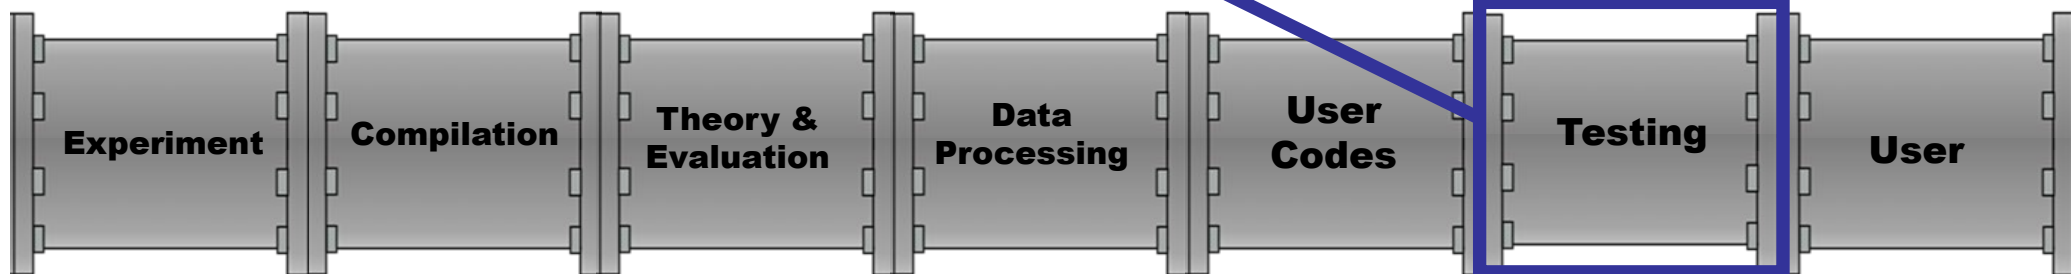 Experiment
Compilation
Theory &
Evaluation
Data
Processing
User
Codes
Testing
User